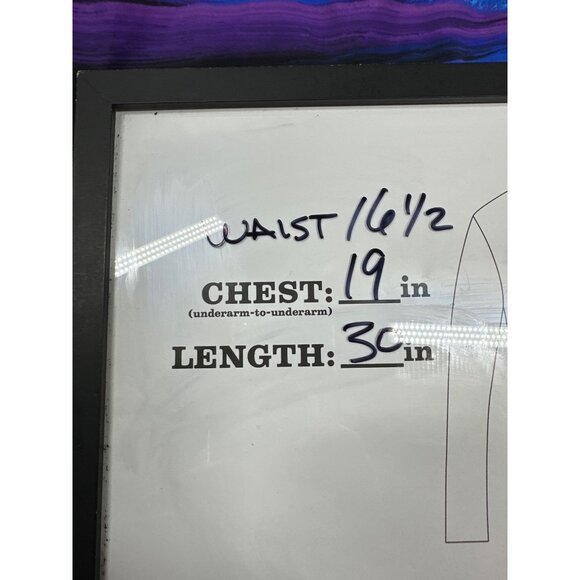 WAIST 16 1/2
CHEST: 19 in
(underarm-to-underarm)
LENGTH: 30 in